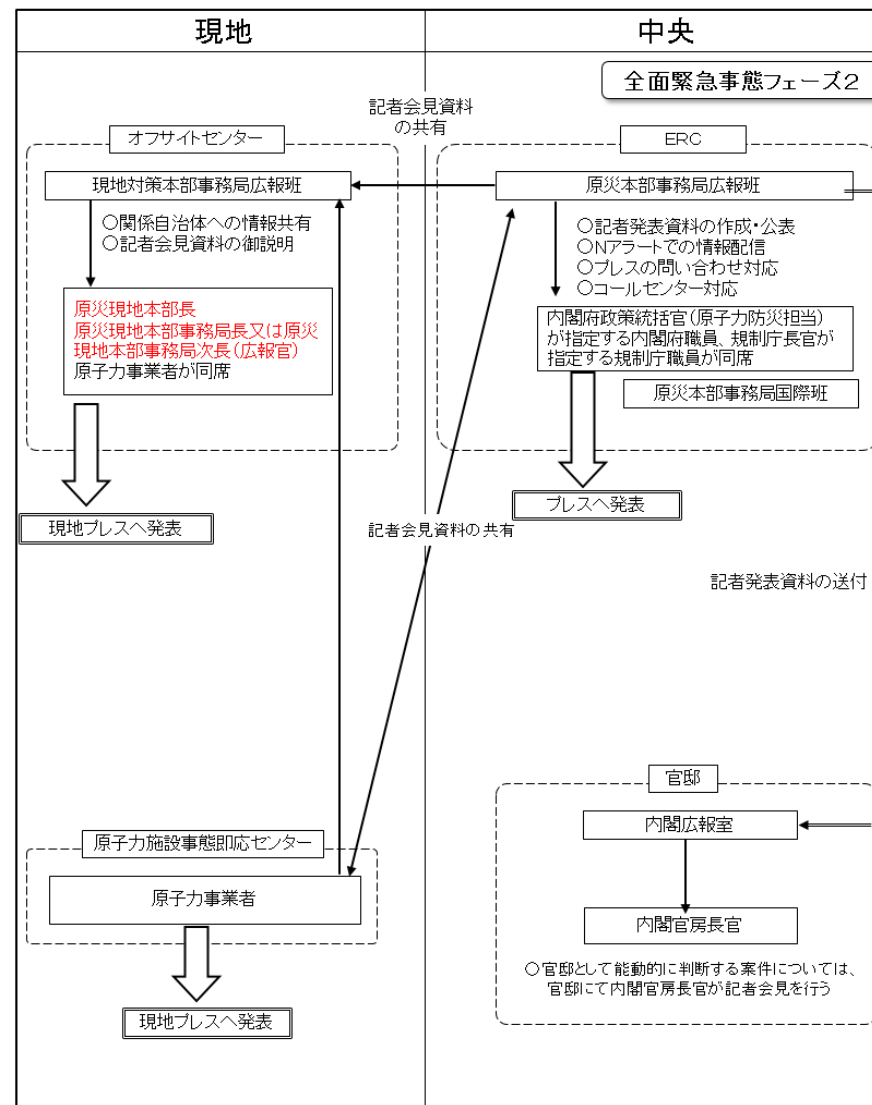 現地
中央
全面緊急事態フェーズ2
記者会見資料
の共有
オフサイトセンター
ERC
現地対策本部事務局広報班
原災本部事務局広報班
○関係自治体への情報共有
○記者会見資料の御説明
○記者発表資料の作成・公表
○Nアラートでの情報配信
○プレスの問い合わせ対応
○コールセンター対応
原災現地本部長
原災現地本部事務局長又は原災
現地本部事務局次長(広報官)
原子力事業者が同席
内閣府政策統括官(原子力防災担当)
が指定する内閣府職員、規制庁長官が
指定する規制庁職員が同席
原災本部事務局国際班
現地プレスへ発表
プレスへ発表
記者会見資料の共有
記者発表資料の送付
官邸
内閣広報室
原子力施設事態即応センター
原子力事業者
内閣官房長官
○官邸として能動的に判断する案件については、
官邸にて内閣官房長官が記者会見を行う
現地プレスへ発表